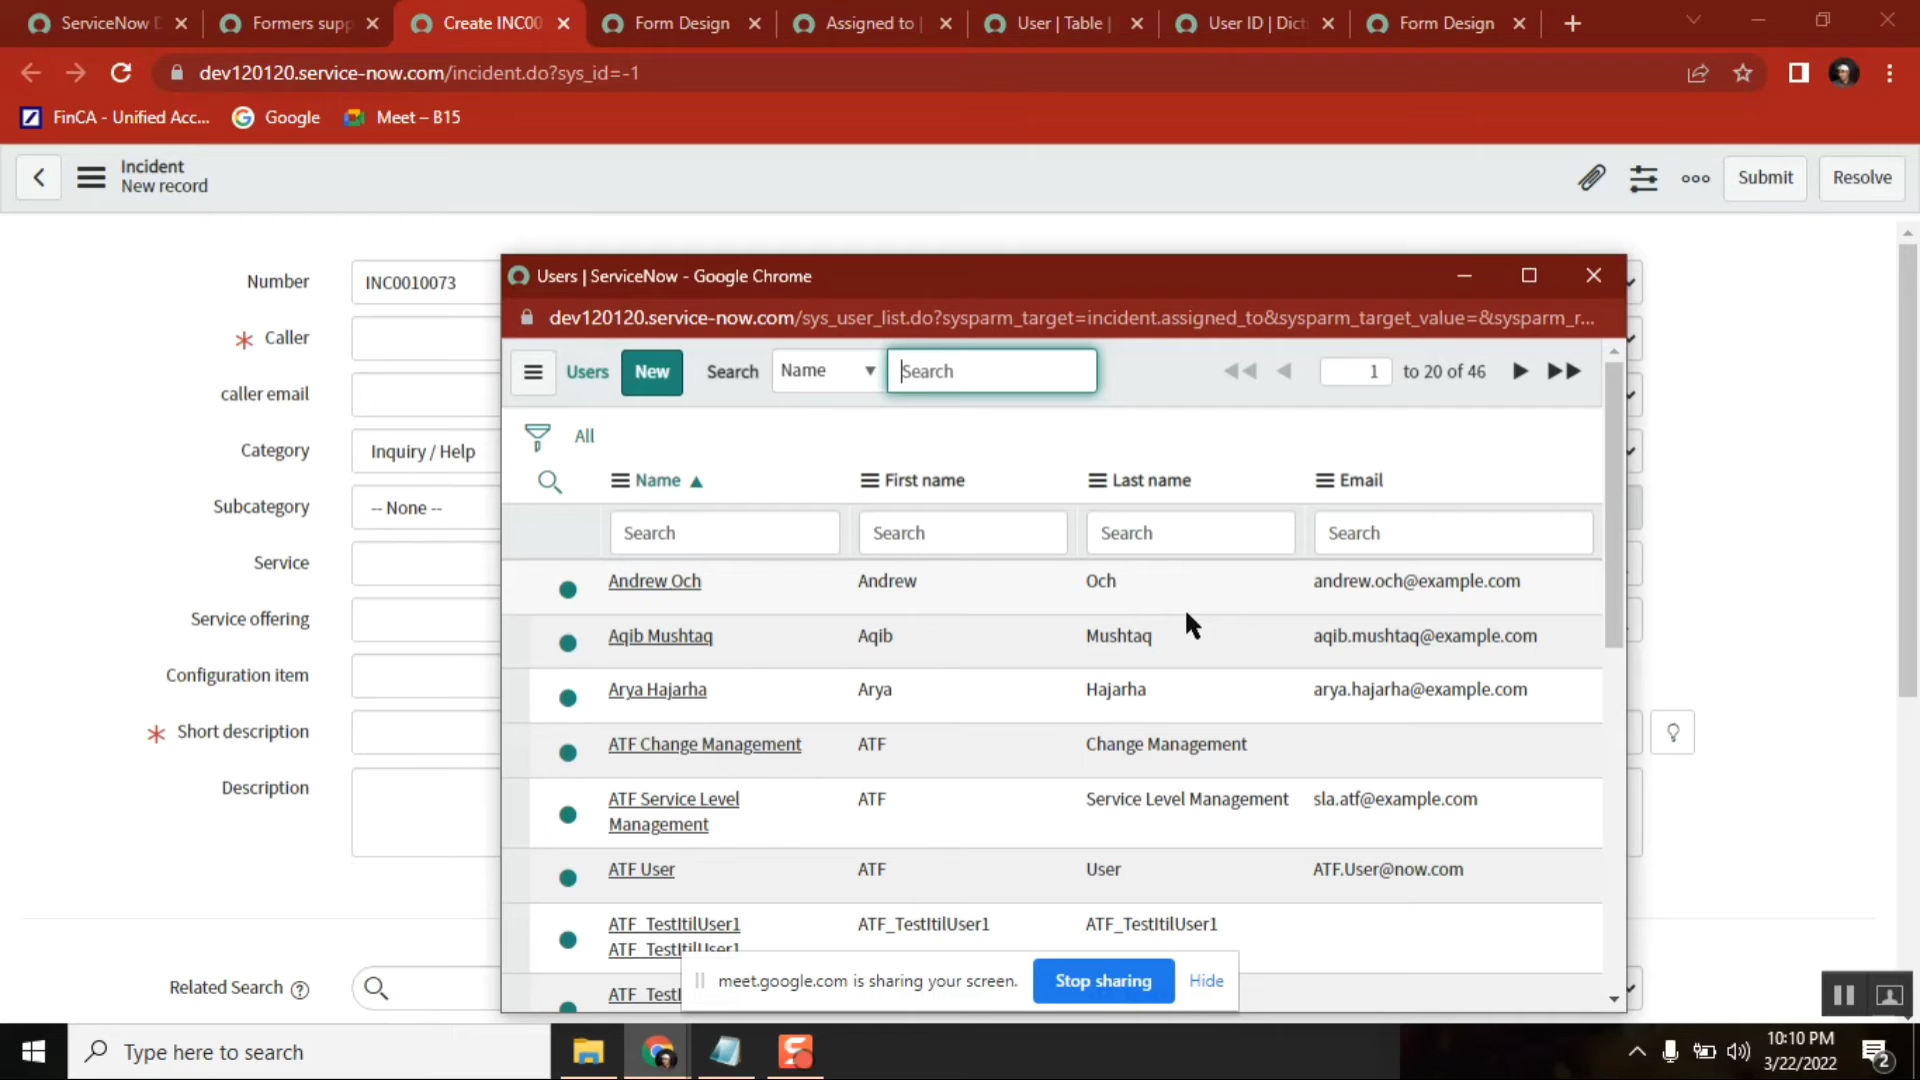 ServiceNow D
Formers supp
Create INC00
Form Design
Assigned to |
User | Table |
User ID | Dict
Form Design
dev120120.service-now.com/incident.do?sys_id=-1
FinCA - Unified Acc...
Google
Meet – B15
Incident
New record
Submit
Resolve
Number
INC0010073
Caller
caller email
Category
Inquiry / Help
Subcategory
-- None --
Service
Service offering
Configuration item
Short description
Description
Related Search
Users | ServiceNow - Google Chrome
dev120120.service-now.com/sys_user_list.do?sysparm_target=incident.assigned_to&sysparm_target_value=&sysparm_r...
Users
New
Search
Name
Search
1
to 20 of 46
All
Name
First name
Last name
Email
Search
Search
Search
Search
Andrew Och
Andrew
Och
andrew.och@example.com
Aqib Mushtaq
Aqib
Mushtaq
aqib.mushtaq@example.com
Arya Hajarha
Arya
Hajarha
arya.hajarha@example.com
ATF Change Management
ATF
Change Management
ATF Service Level
Management
ATF
Service Level Management
sla.atf@example.com
ATF User
ATF
User
ATF.User@now.com
ATF_TestItilUser1
ATF_TestItilUser1
ATF_TestItilUser1
ATF_TestItilUser1
ATF_TestI
meet.google.com is sharing your screen.
Stop sharing
Hide
Type here to search
10:10 PM
3/22/2022
2